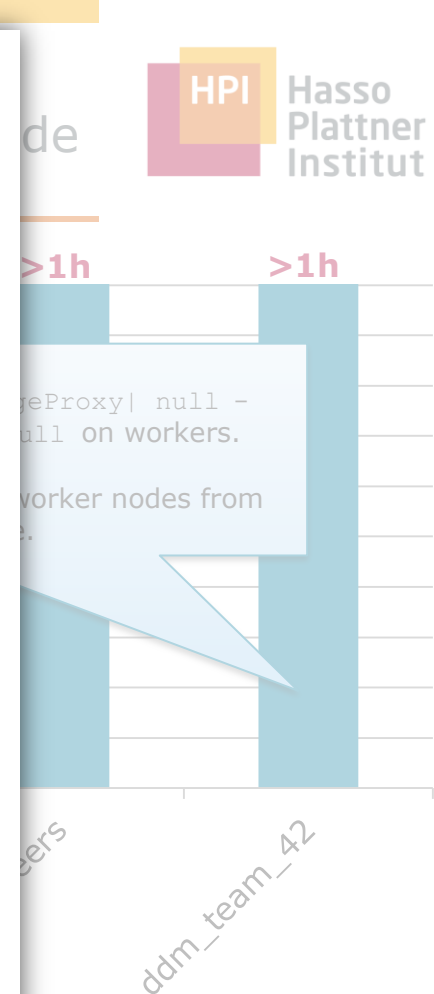 de
HPI Hasso
Plattner
Institut
>1h
>1h
geProxy| null -
ull on workers.
worker nodes from
e.
eers
ddm_team_42